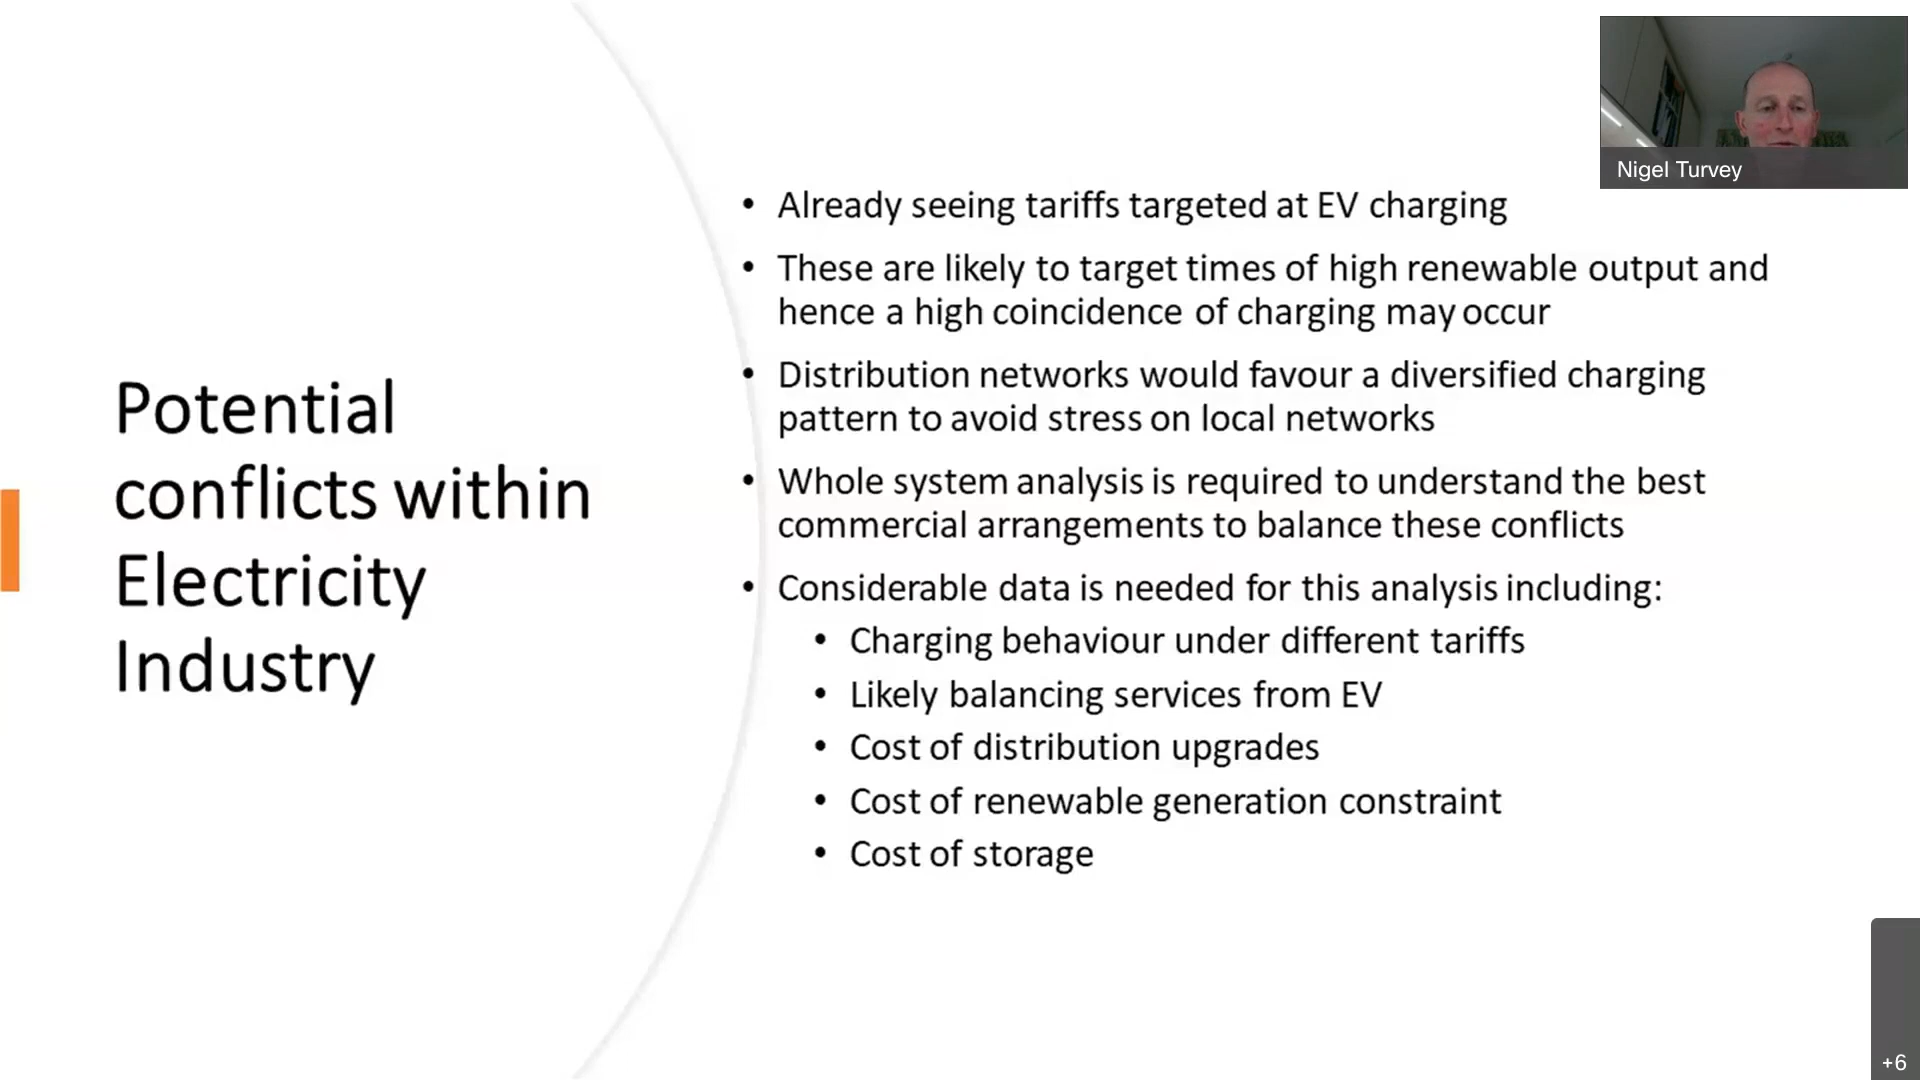 Potential
conflicts within
Electricity
Industry
• Already seeing tariffs targeted at EV charging
• These are likely to target times of high renewable output and
hence a high coincidence of charging may occur
• Distribution networks would favour a diversified charging
pattern to avoid stress on local networks
• Whole system analysis is required to understand the best
commercial arrangements to balance these conflicts
• Considerable data is needed for this analysis including:
• Charging behaviour under different tariffs
• Likely balancing services from EV
• Cost of distribution upgrades
• Cost of renewable generation constraint
• Cost of storage
Nigel Turvey
+6